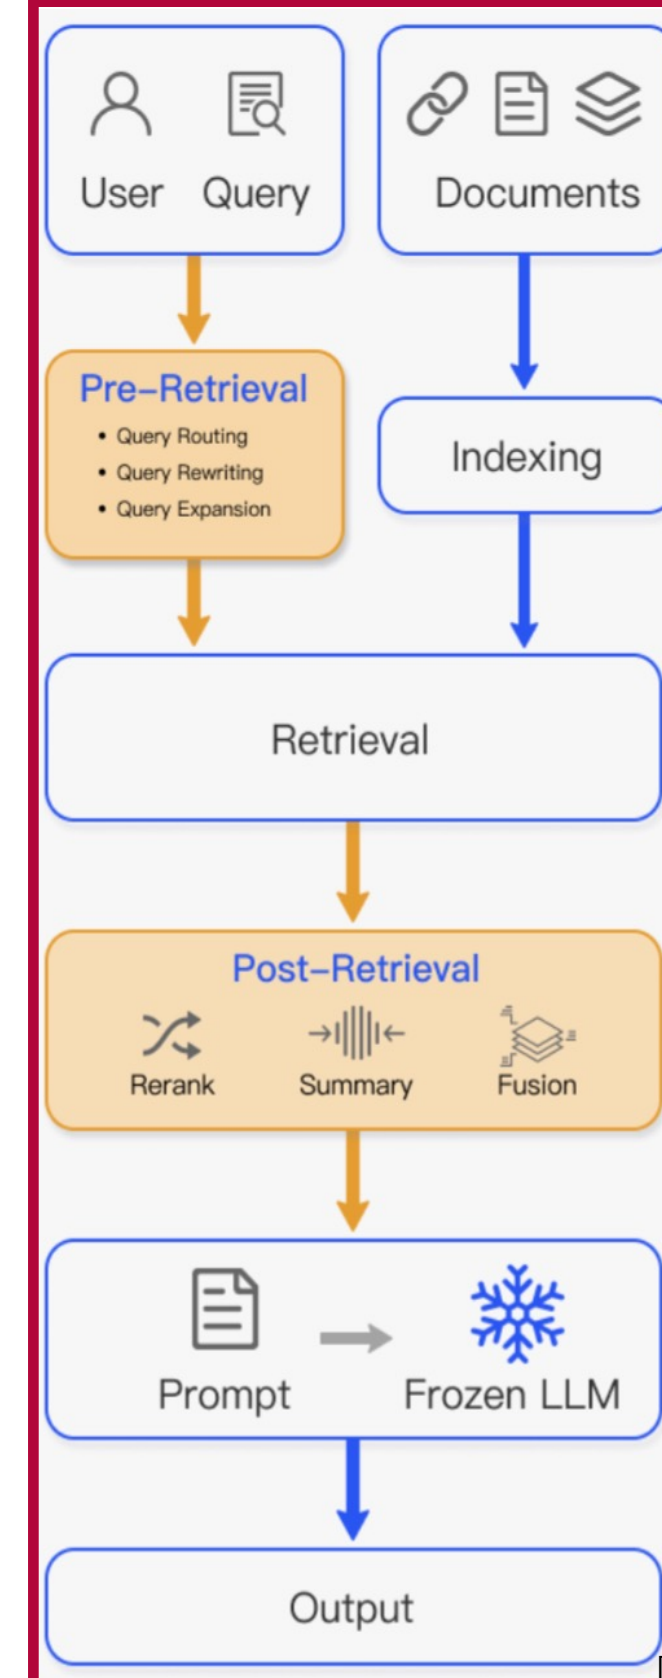 User Query
Documents
Pre-Retrieval
• Query Routing
• Query Rewriting
• Query Expansion
Indexing
Retrieval
Post-Retrieval
Rerank Summary Fusion
Prompt Frozen LLM
Output